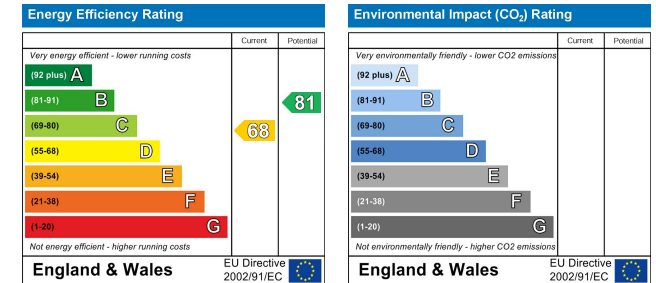 Energy Efficiency Rating
Current Potential
Very energy efficient - lower running costs
(92 plus) A
(81-91) B
81
(69-80) C
68
(55-68) D
(39-54) E
(21-38) F
(1-20) G
Not energy efficient - higher running costs
England & Wales
EU Directive
2002/91/EC
Environmental Impact (CO₂) Rating
Current Potential
Very environmentally friendly - lower CO2 emissions
(92 plus) A
(81-91) B
(69-80) C
(55-68) D
(39-54) E
(21-38) F
(1-20) G
Not environmentally friendly - higher CO2 emissions
England & Wales
EU Directive
2002/91/EC